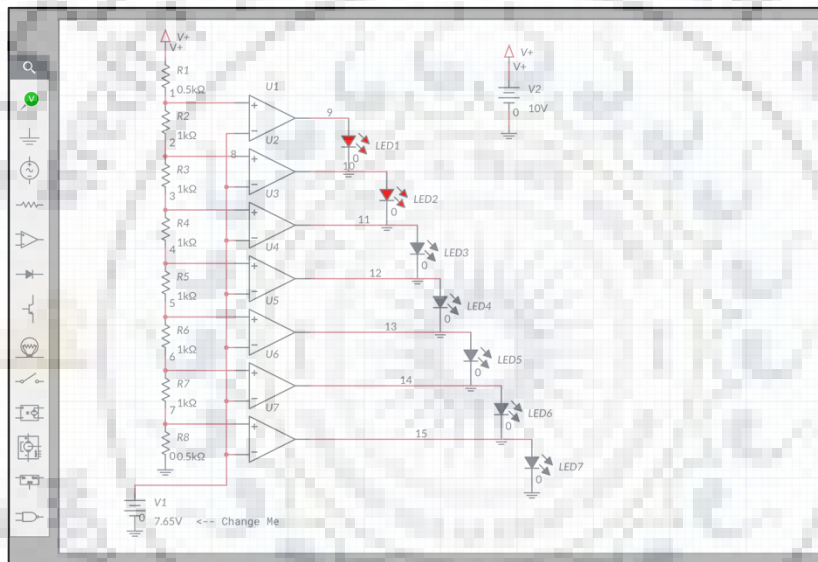 V+
V+
R1
0.5kΩ
1
R2
1kΩ
2
R3
1kΩ
3
R4
1kΩ
4
R5
1kΩ
5
R6
1kΩ
6
R7
1kΩ
7
R8
0
0.5kΩ
U1
U2
8
U3
U4
U5
U6
U7
9
LED1
0
10
LED2
0
11
LED3
0
12
LED4
0
13
LED5
0
14
LED6
0
15
LED7
0
V+
V+
V2
0
10V
V1
0
7.65V <-- Change Me
V